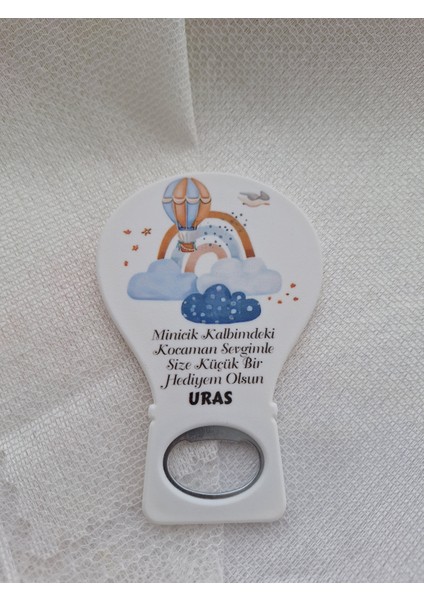 Minicik Kalbimdeki
Kocaman Sevgimle
Size Küçük Bir
Hediyem Olsun
URAS